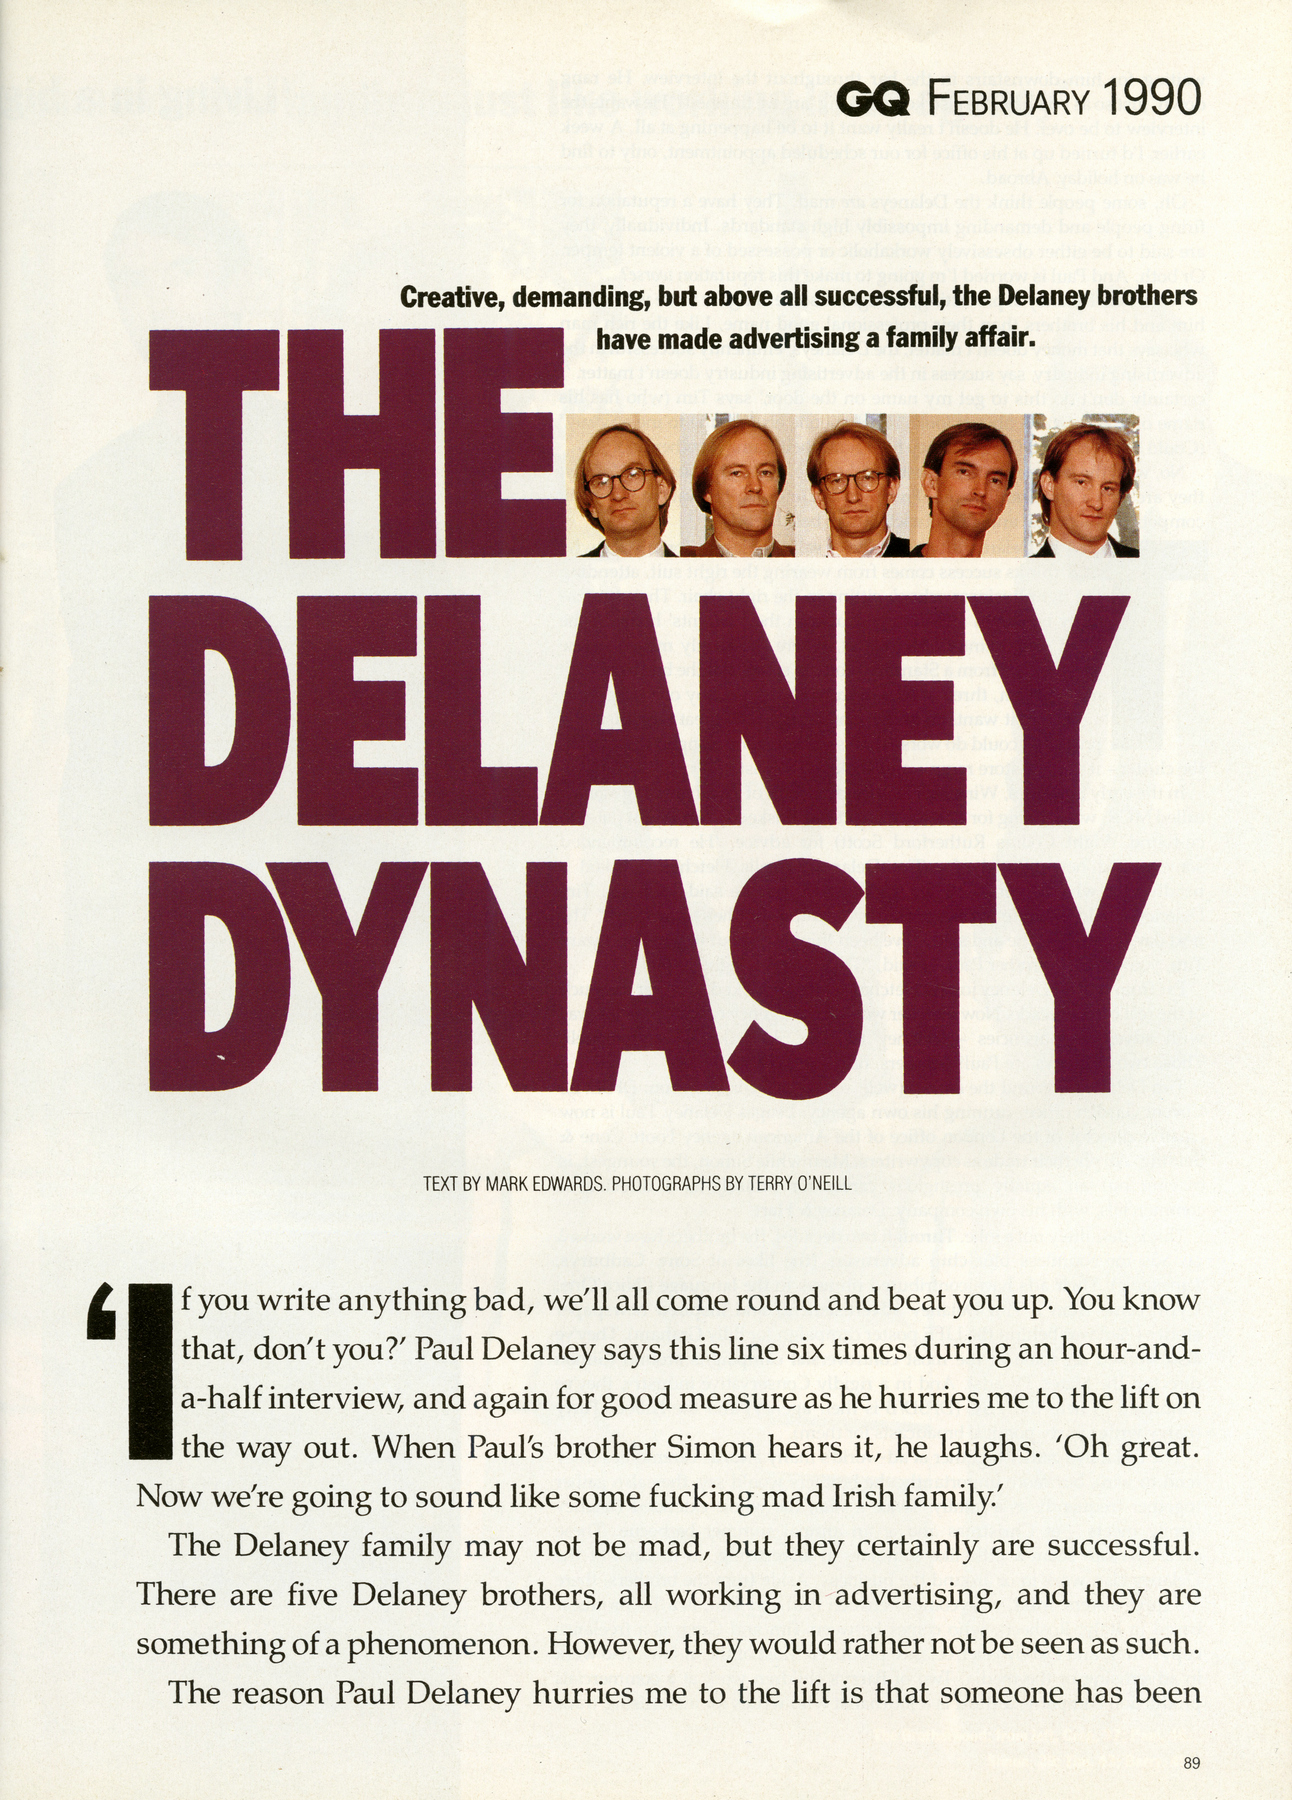 GQ FEBRUARY 1990
Creative, demanding, but above all successful, the Delaney brothers
have made advertising a family affair.
THE
DELANEY
DYNASTY
TEXT BY MARK EDWARDS. PHOTOGRAPHS BY TERRY O'NEILL
‘If you write anything bad, we’ll all come round and beat you up. You know
that, don’t you?’ Paul Delaney says this line six times during an hour-and-
a-half interview, and again for good measure as he hurries me to the lift on
the way out. When Paul’s brother Simon hears it, he laughs. ‘Oh great.
Now we’re going to sound like some fucking mad Irish family.’
The Delaney family may not be mad, but they certainly are successful.
There are five Delaney brothers, all working in advertising, and they are
something of a phenomenon. However, they would rather not be seen as such.
The reason Paul Delaney hurries me to the lift is that someone has been
89